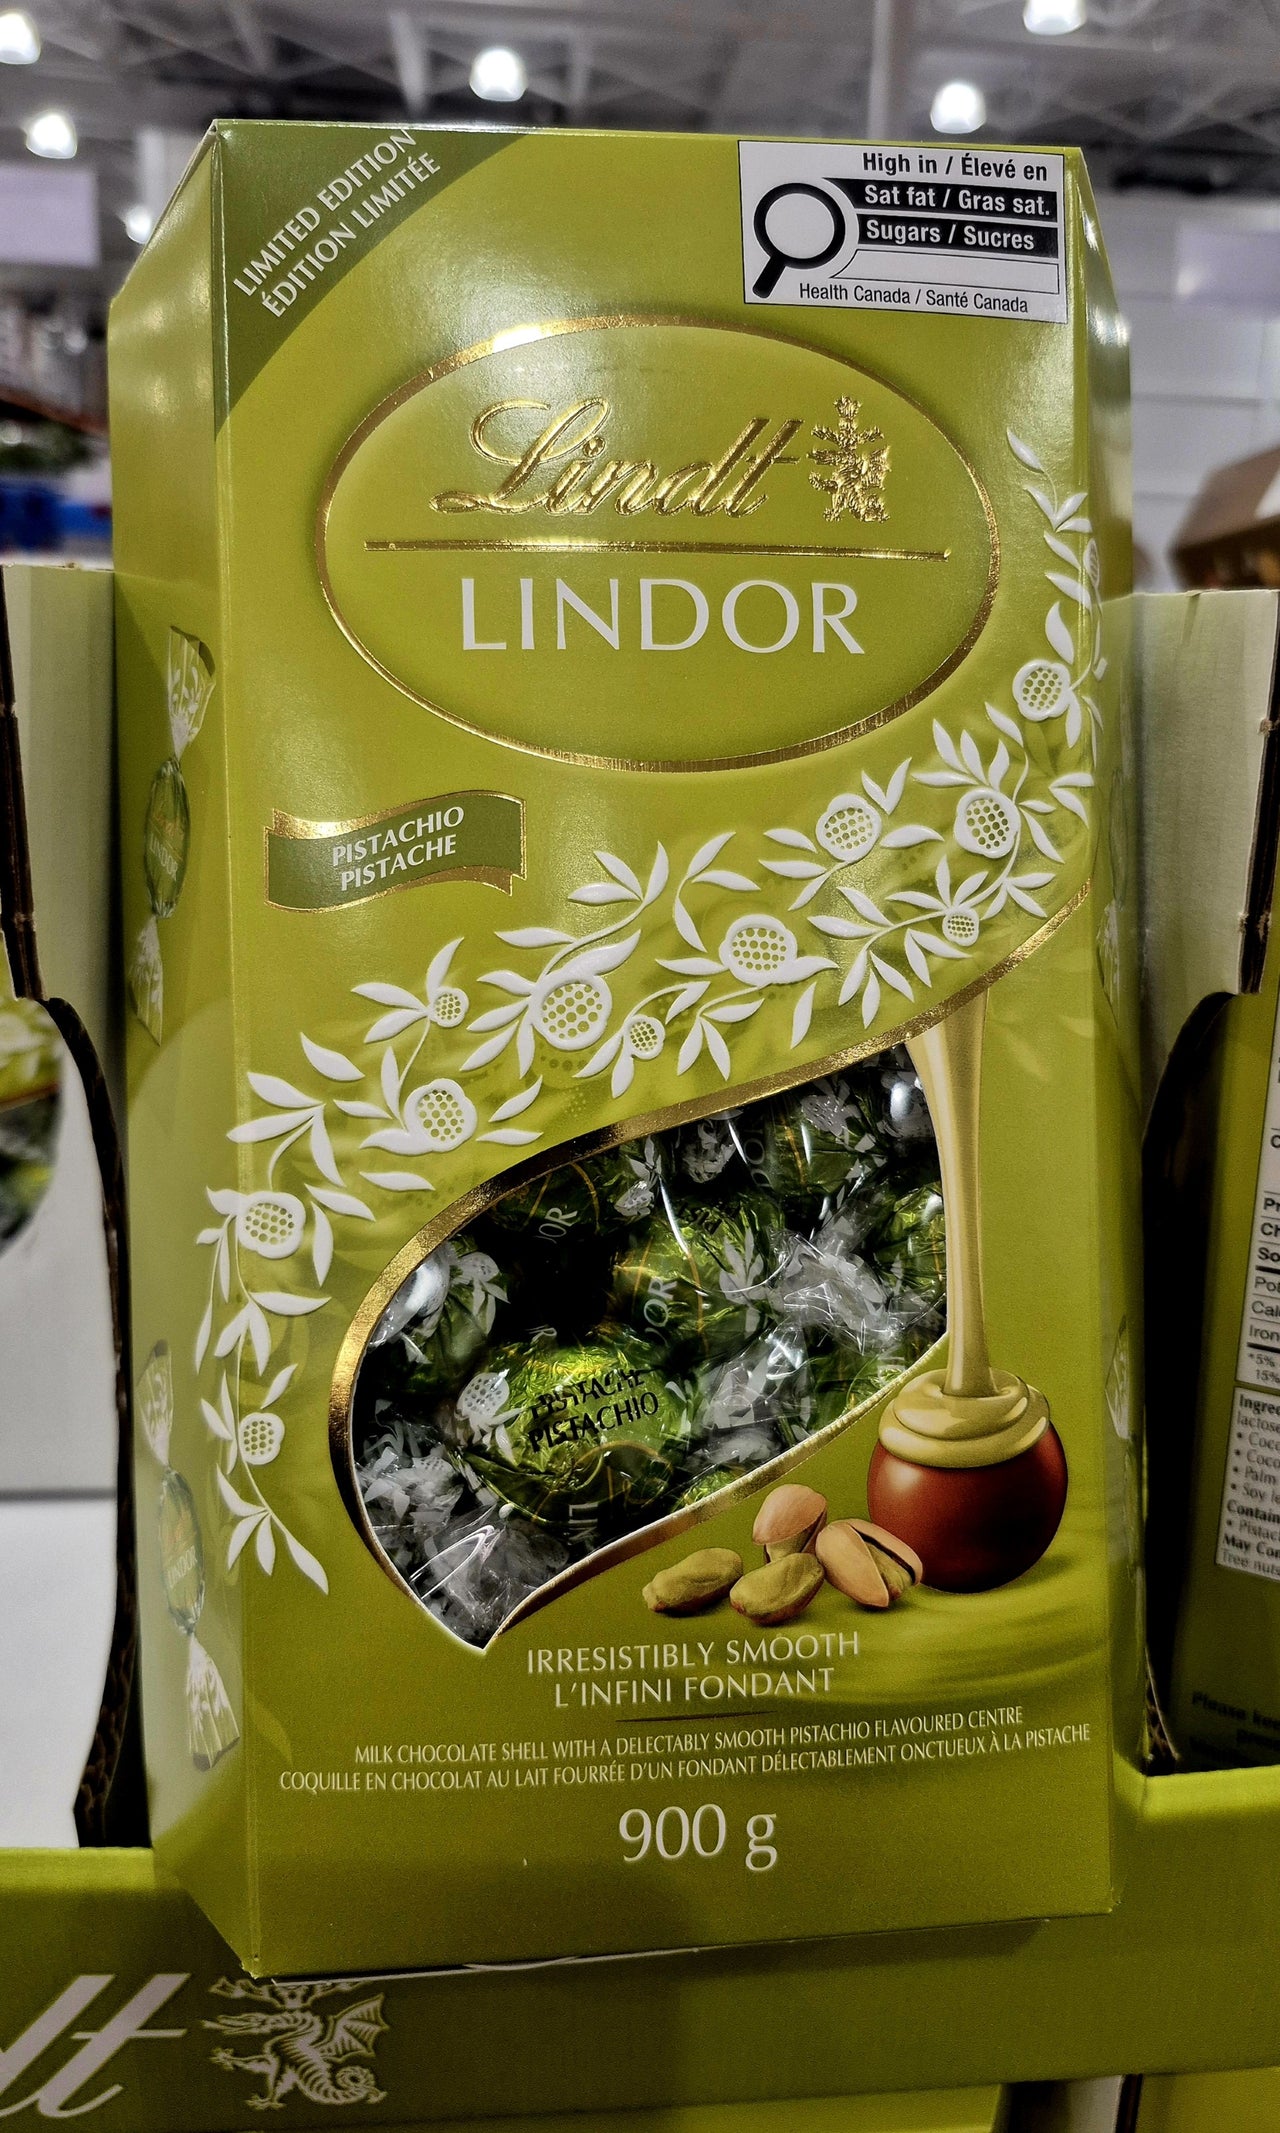 LIMITED EDITION
ÉDITION LIMITÉE
High in / Élevé en
Sat fat / Gras sat.
Sugars / Sucres
Health Canada / Santé Canada
Lindt
LINDOR
PISTACHIO
PISTACHE
PISTACHE
PISTACHIO
IRRESISTIBLY SMOOTH
L'INFINI FONDANT
MILK CHOCOLATE SHELL WITH A DELECTABLY SMOOTH PISTACHIO FLAVOURED CENTRE
COQUILLE EN CHOCOLAT AU LAIT FOURRÉE D'UN FONDANT DÉLECTABLEMENT ONCTUEUX À LA PISTACHE
900 g